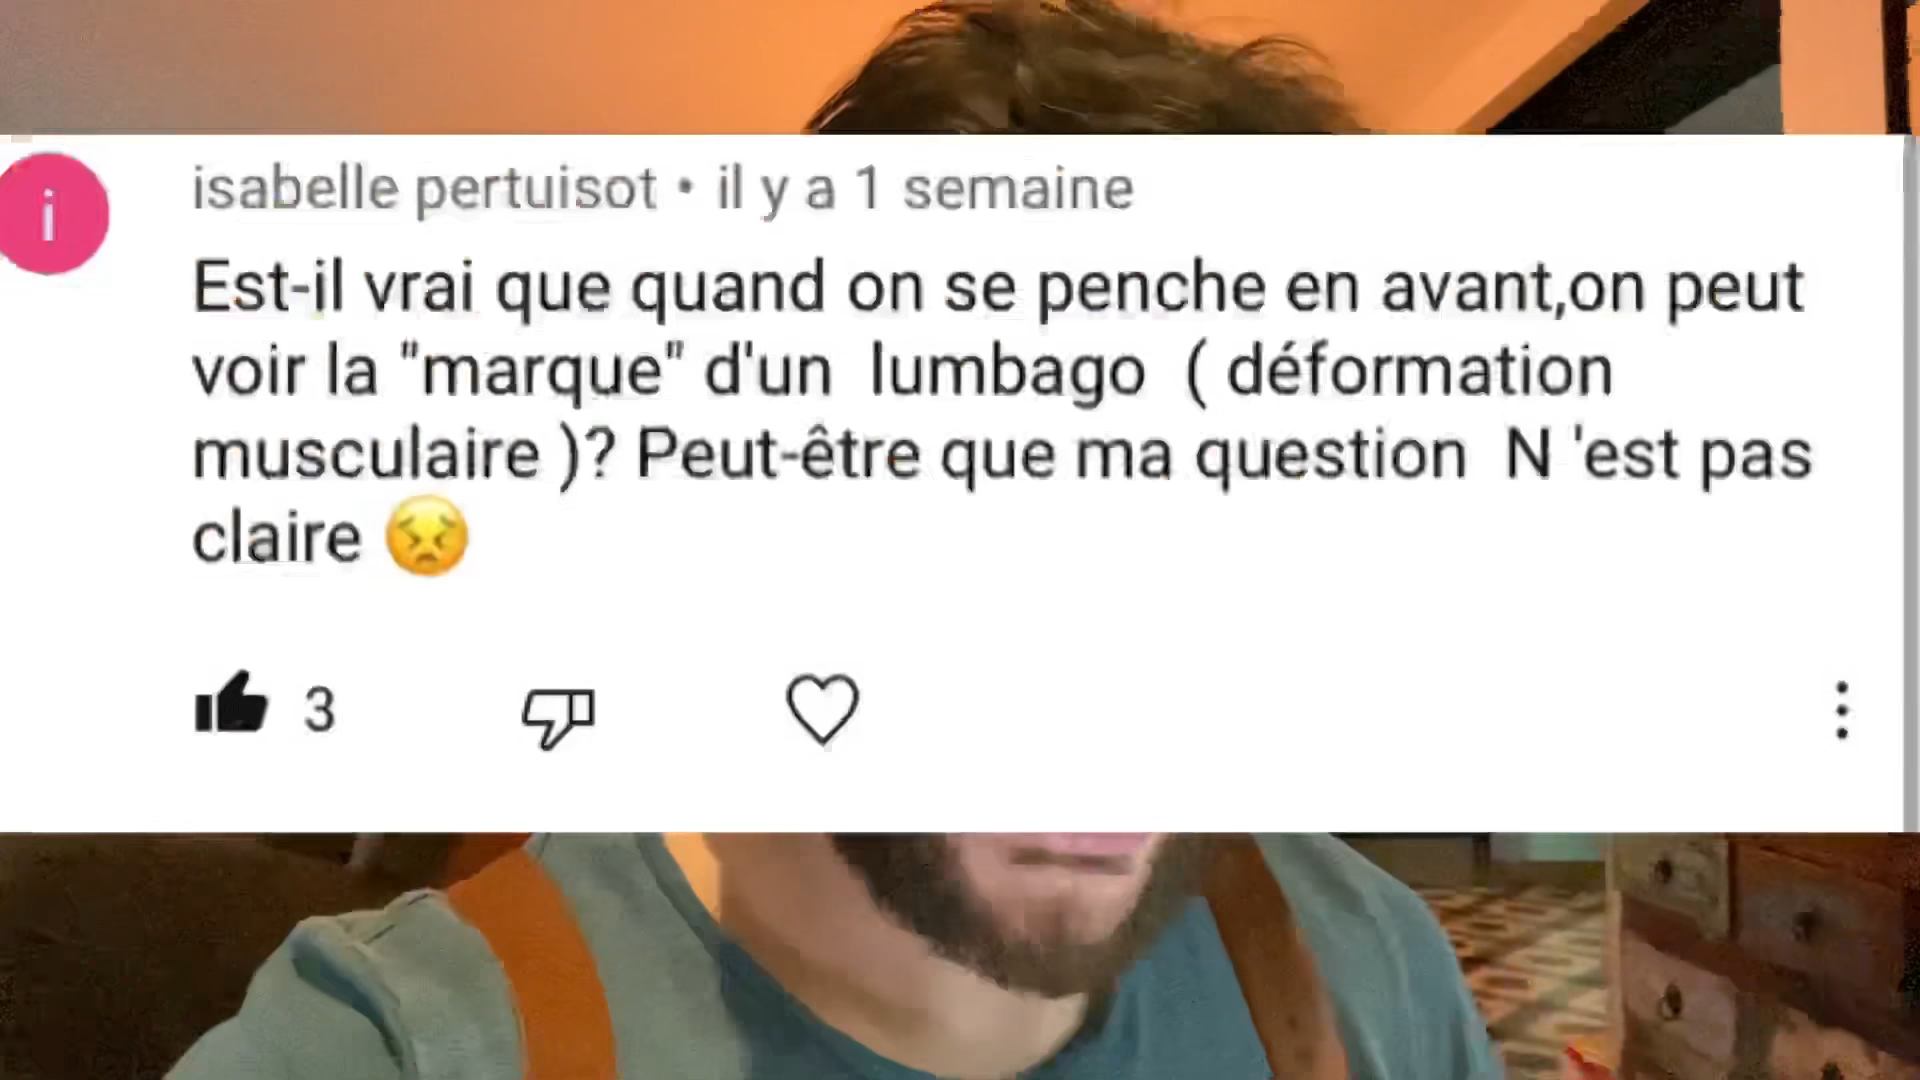 i
isabelle pertuisot • il y a 1 semaine
Est-il vrai que quand on se penche en avant,on peut
voir la "marque" d'un lumbago ( déformation
musculaire )? Peut-être que ma question N 'est pas
claire 😣
3